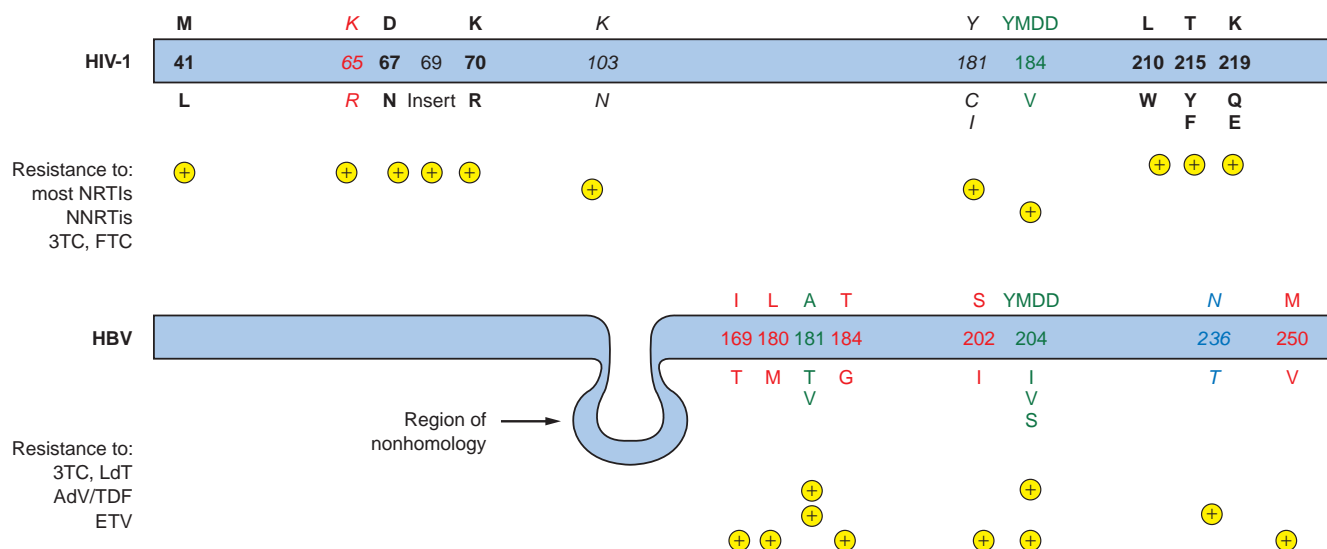 M K D K K Y YMDD L T K
HIV-1 41 65 67 69 70 103 181 184 210 215 219
L R N Insert R N C V W Y Q
I F E
Resistance to: + + + + + + + +
most NRTIs + +
NNRTis +
3TC, FTC
I L A T S YMDD N M
HBV 169 180 181 184 202 204 236 250
T M T G I I T V
V V
S
Region of
nonhomology
Resistance to:
3TC, LdT + +
AdV/TDF + +
ETV + + + + + +